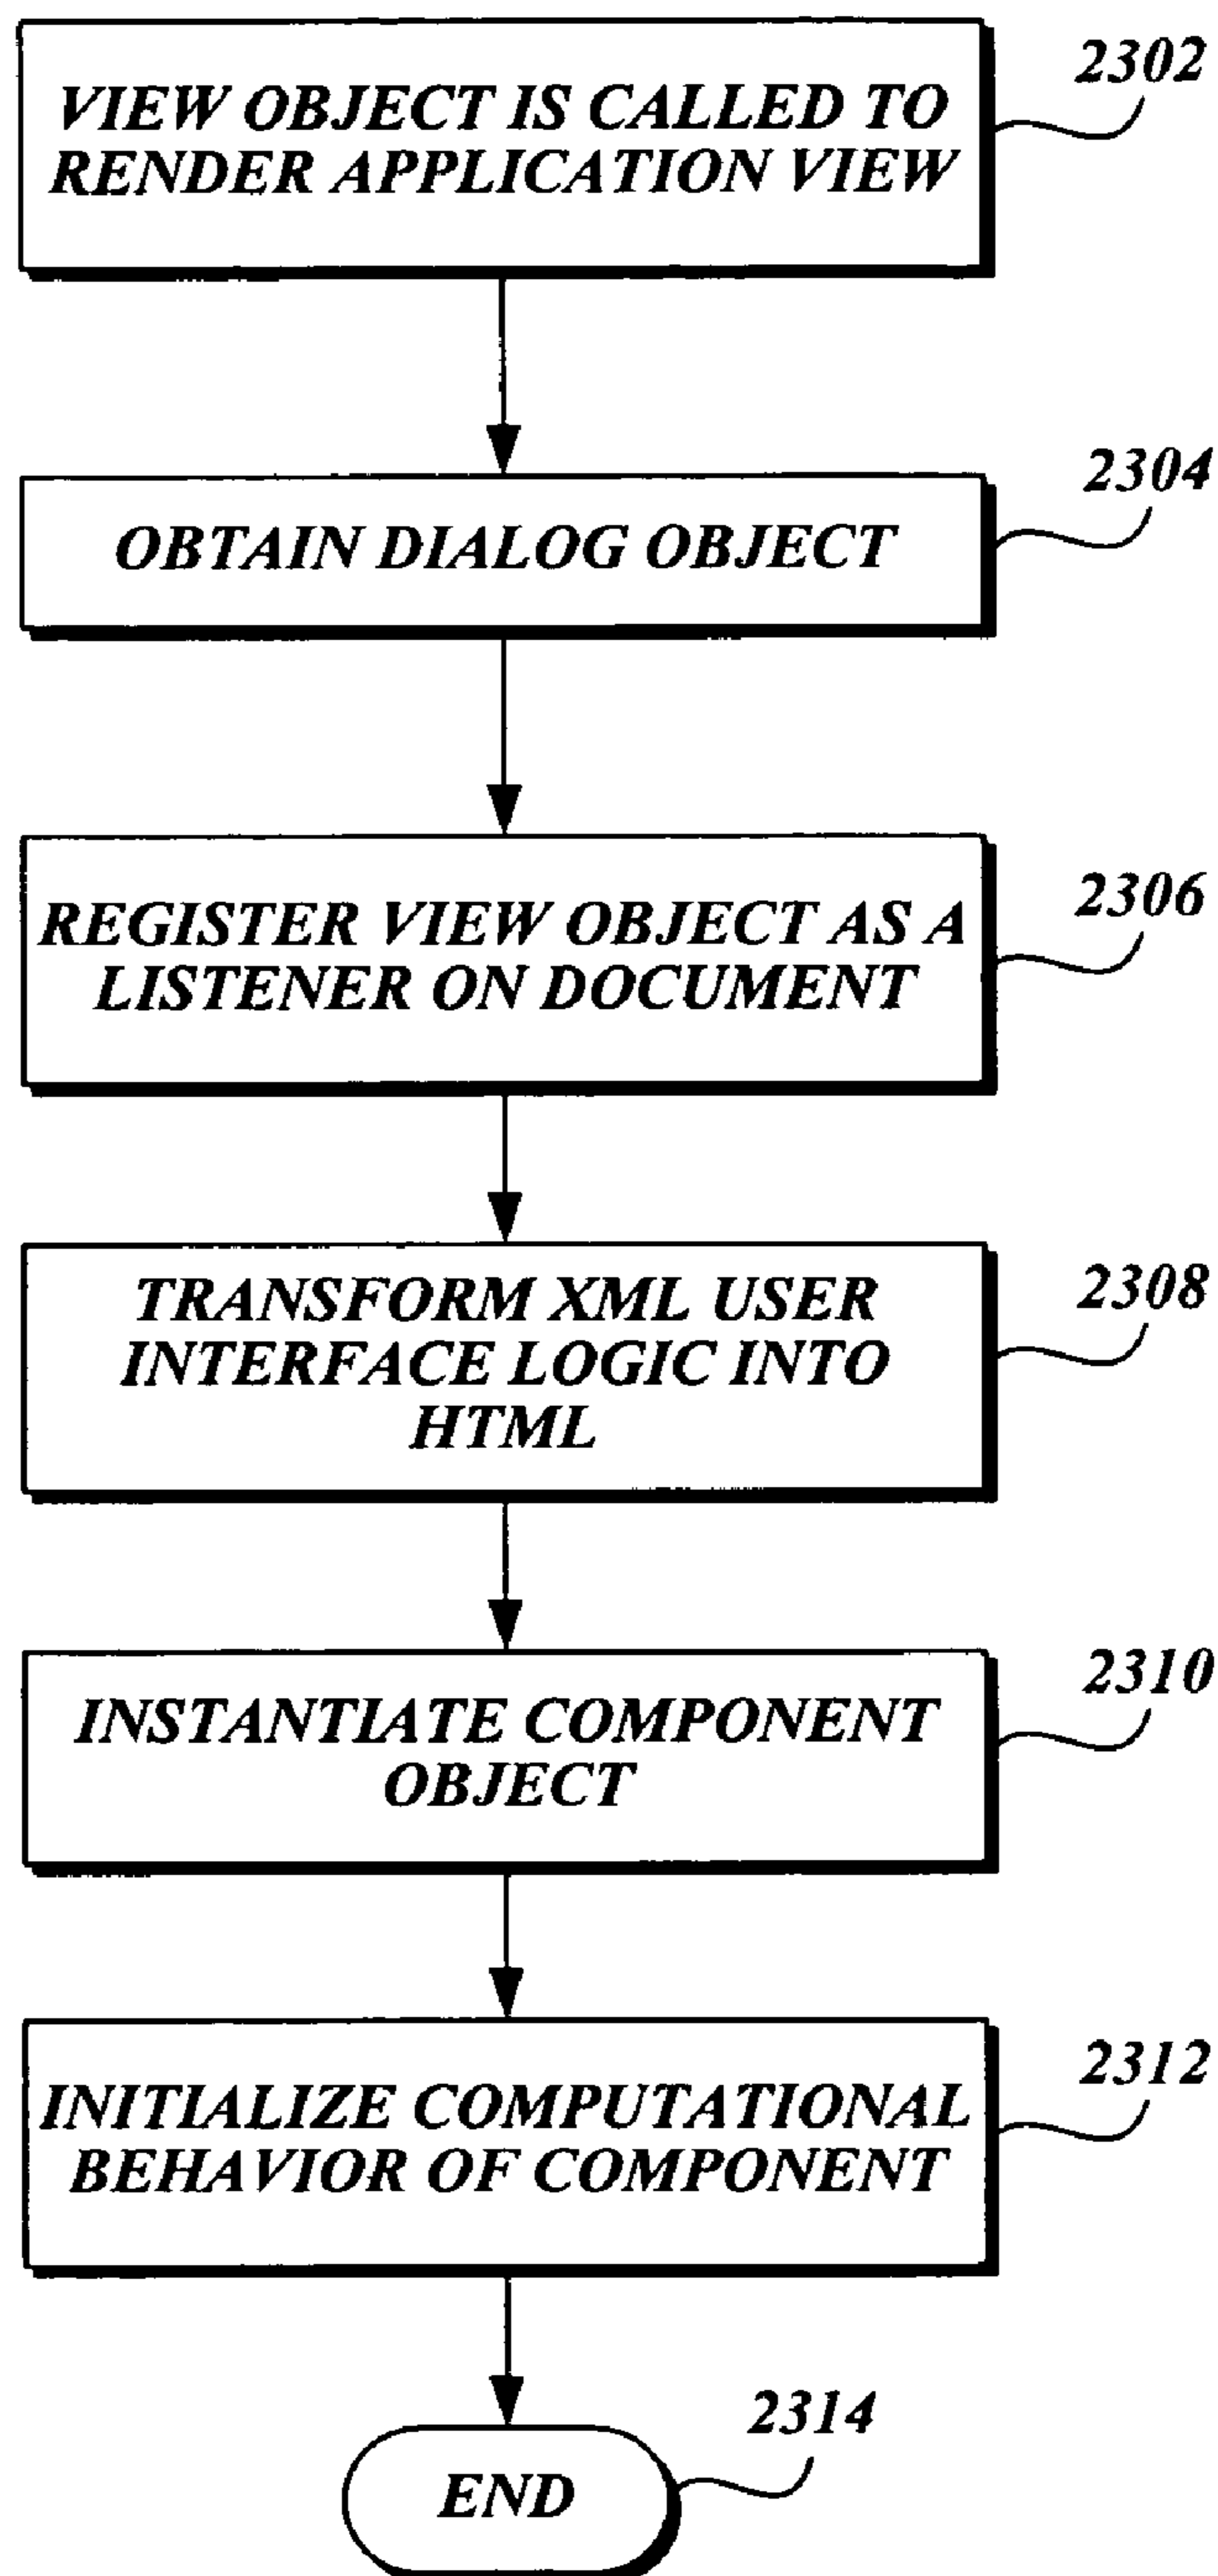 VIEW OBJECT IS CALLED TO
RENDER APPLICATION VIEW
2302
OBTAIN DIALOG OBJECT
2304
REGISTER VIEW OBJECT AS A
LISTENER ON DOCUMENT
2306
TRANSFORM XML USER
INTERFACE LOGIC INTO
HTML
2308
INSTANTIATE COMPONENT
OBJECT
2310
INITIALIZE COMPUTATIONAL
BEHAVIOR OF COMPONENT
2312
END
2314